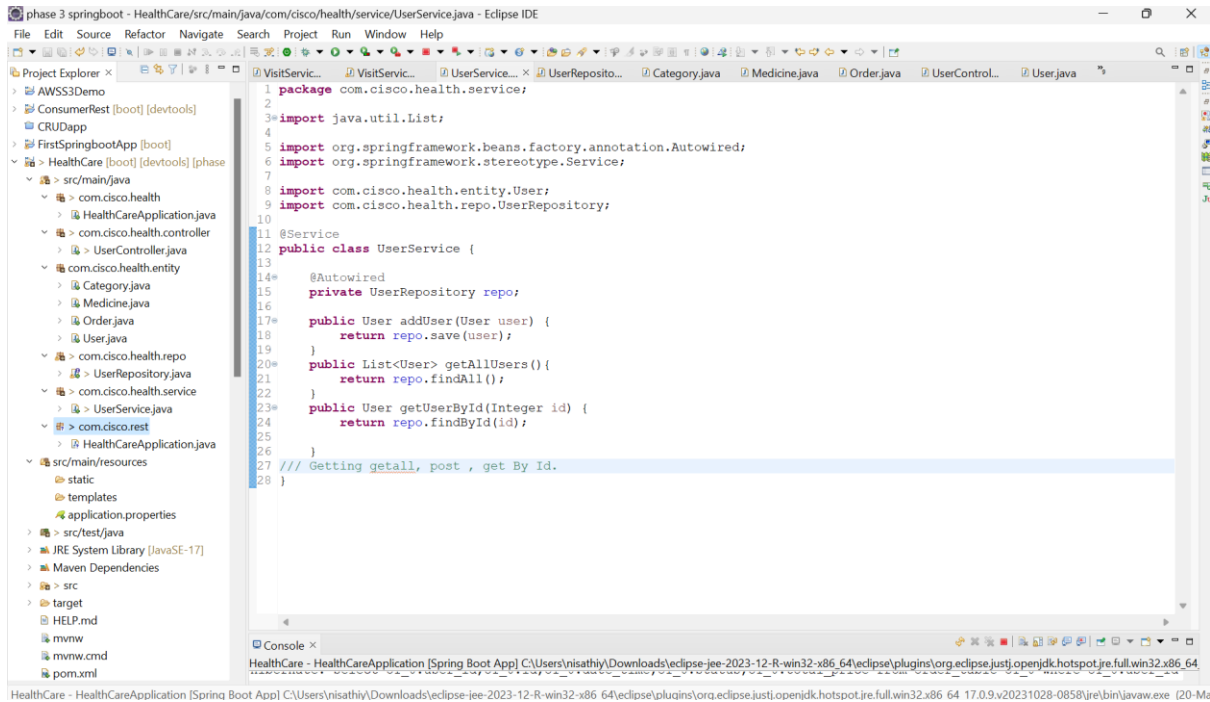 phase 3 springboot - HealthCare/src/main/java/com/cisco/health/service/UserService.java - Eclipse IDE
File Edit Source Refactor Navigate Search Project Run Window Help
Project Explorer ×
VisitServic... VisitServic... UserService.... × UserReposito... Category.java Medicine.java Order.java UserControl... User.java
AWSS3Demo
ConsumerRest [boot] [devtools]
CRUDapp
FirstSpringbootApp [boot]
> HealthCare [boot] [devtools] [phase
> src/main/java
> com.cisco.health
> HealthCareApplication.java
> com.cisco.health.controller
> UserController.java
com.cisco.health.entity
Category.java
Medicine.java
Order.java
User.java
> com.cisco.health.repo
> UserRepository.java
> com.cisco.health.service
> UserService.java
> com.cisco.rest
HealthCareApplication.java
src/main/resources
static
templates
application.properties
> src/test/java
JRE System Library [JavaSE-17]
Maven Dependencies
> src
target
HELP.md
mvnw
mvnw.cmd
pom.xml
1 package com.cisco.health.service;
2
3 import java.util.List;
4
5 import org.springframework.beans.factory.annotation.Autowired;
6 import org.springframework.stereotype.Service;
7
8 import com.cisco.health.entity.User;
9 import com.cisco.health.repo.UserRepository;
10
11 @Service
12 public class UserService {
13
14 @Autowired
15 private UserRepository repo;
16
17 public User addUser(User user) {
18 return repo.save(user);
19 }
20 public List<User> getAllUsers(){
21 return repo.findAll();
22 }
23 public User getUserById(Integer id) {
24 return repo.findById(id);
25
26 }
27 /// Getting getall, post , get By Id.
28 }
Console ×
HealthCare - HealthCareApplication [Spring Boot App] C:\Users\nisathiy\Downloads\eclipse-jee-2023-12-R-win32-x86_64\eclipse\plugins\org.eclipse.justj.openjdk.hotspot.jre.full.win32.x86_64
HealthCare - HealthCareApplication [Spring Boot App] C:\Users\nisathiy\Downloads\eclipse-jee-2023-12-R-win32-x86_64\eclipse\plugins\org.eclipse.justj.openjdk.hotspot.jre.full.win32.x86_64_17.0.9.v20231028-0858\jre\bin\javaw.exe (20-Ma